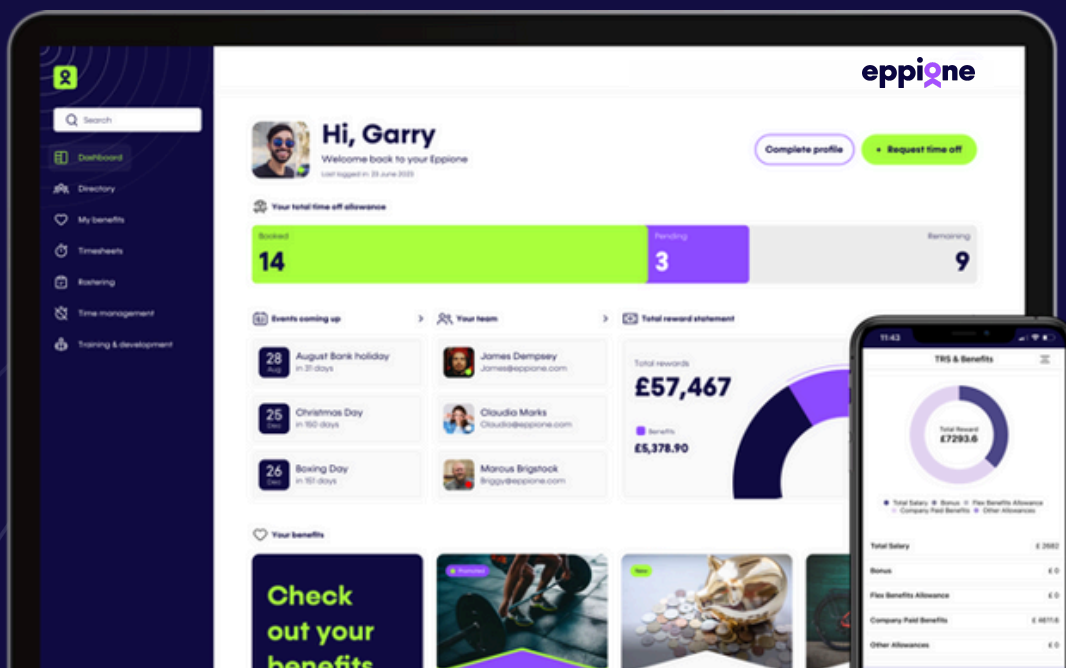 eppione
Search
Dashboard
Directory
My benefits
Timesheets
Rostering
Time management
Training & development
Hi, Garry
Welcome back to your Eppione
Complete profile
Request time off
Your total time off allowance
Booked
14
Pending
3
Remaining
9
Events coming up
28
Aug
August Bank holiday
in 31 days
25
Dec
Christmas Day
in 150 days
26
Dec
Boxing Day
in 151 days
Your team
James Dempsey
James@eppione.com
Claudia Marks
Claudia@eppione.com
Marcus Brigstock
Briggy@eppione.com
Total reward statement
Total rewards
£57,467
Benefits
£5,378.90
Your benefits
Check
out your
benefits
Promoted
New
11:43
TRS & Benefits
Total Reward
£7293.6
Total Salary Bonus Flex Benefits Allowance
Company Paid Benefits Other Allowances
Total Salary £ 2682
Bonus £ 0
Flex Benefits Allowance £ 0
Company Paid Benefits £ 4611.6
Other Allowances £ 0